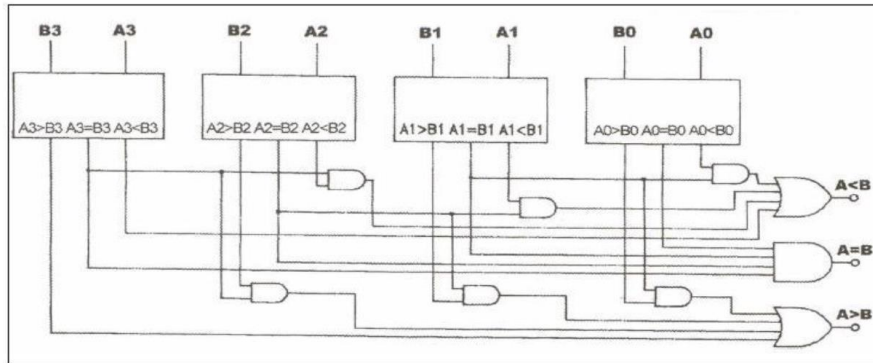 B3 A3 B2 A2 B1 A1 B0 A0
A3>B3 A3=B3 A3<B3 A2>B2 A2=B2 A2<B2 A1>B1 A1=B1 A1<B1 A0>B0 A0=B0 A0<B0
A<B
A=B
A>B